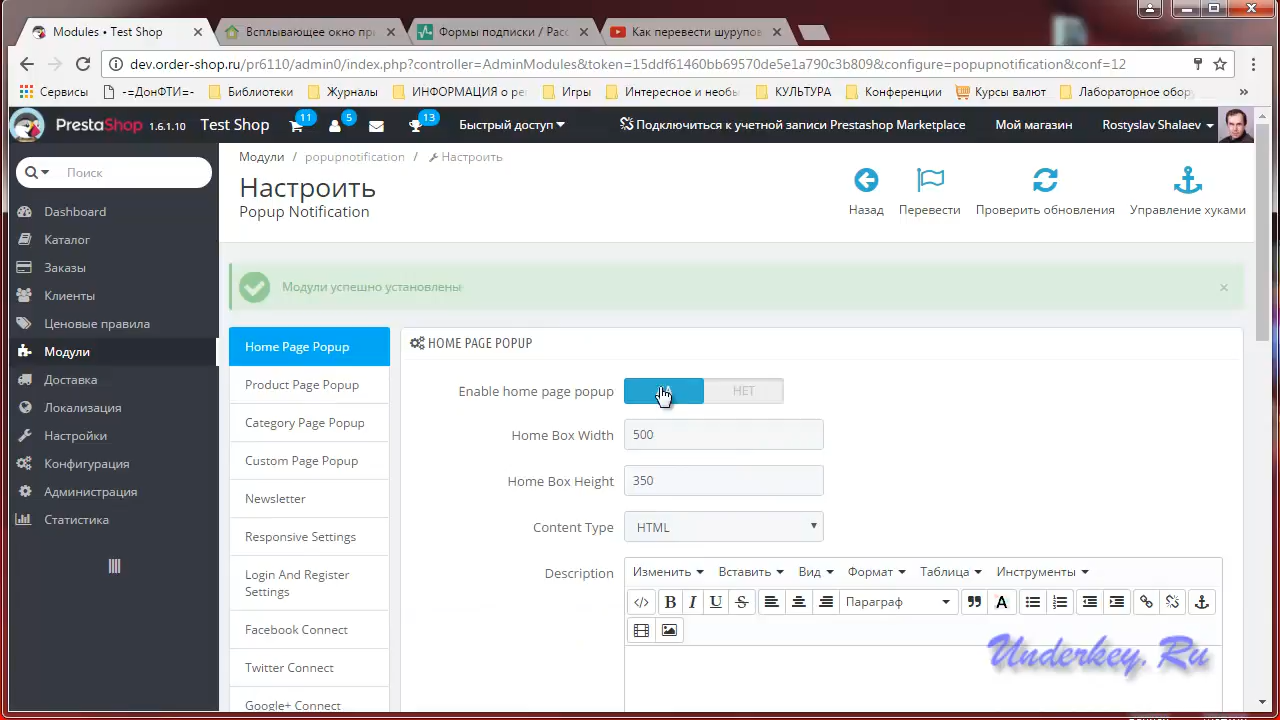 Modules • Test Shop
Всплывающее окно при
Формы подписки / Расс
Как перевести шурупов
dev.order-shop.ru/pr6110/admin0/index.php?controller=AdminModules&token=15ddf61460bb69570de5e1a790c3b809&configure=popupnotification&conf=12
Сервисы
-=ДонФТИ=-
Библиотеки
Журналы
ИНФОРМАЦИЯ о ре
Игры
Интересное и нео
КУЛЬТУРА
Конференции
Курсы валют
Лабораторное обор
»
PrestaShop 1.6.1.10
Test Shop
11
5
13
Быстрый доступ
Подключиться к учетной записи Prestashop Marketplace
Мой магазин
Rostyslav Shalaev
Поиск
Dashboard
Каталог
Заказы
Клиенты
Ценовые правила
Модули
Доставка
Локализация
Настройки
Конфигурация
Администрация
Статистика
Модули / popupnotification / Настроить
Настроить
Popup Notification
Назад
Перевести
Проверить обновления
Управление хуками
Модули успешно установлены
×
Home Page Popup
Product Page Popup
Category Page Popup
Custom Page Popup
Newsletter
Responsive Settings
Login And Register
Settings
Facebook Connect
Twitter Connect
Google+ Connect
HOME PAGE POPUP
Enable home page popup
НЕТ
Home Box Width
500
Home Box Height
350
Content Type
HTML
Description
Изменить
Вставить
Вид
Формат
Таблица
Инструменты
B I U S
Параграф
A
Underkey.Ru